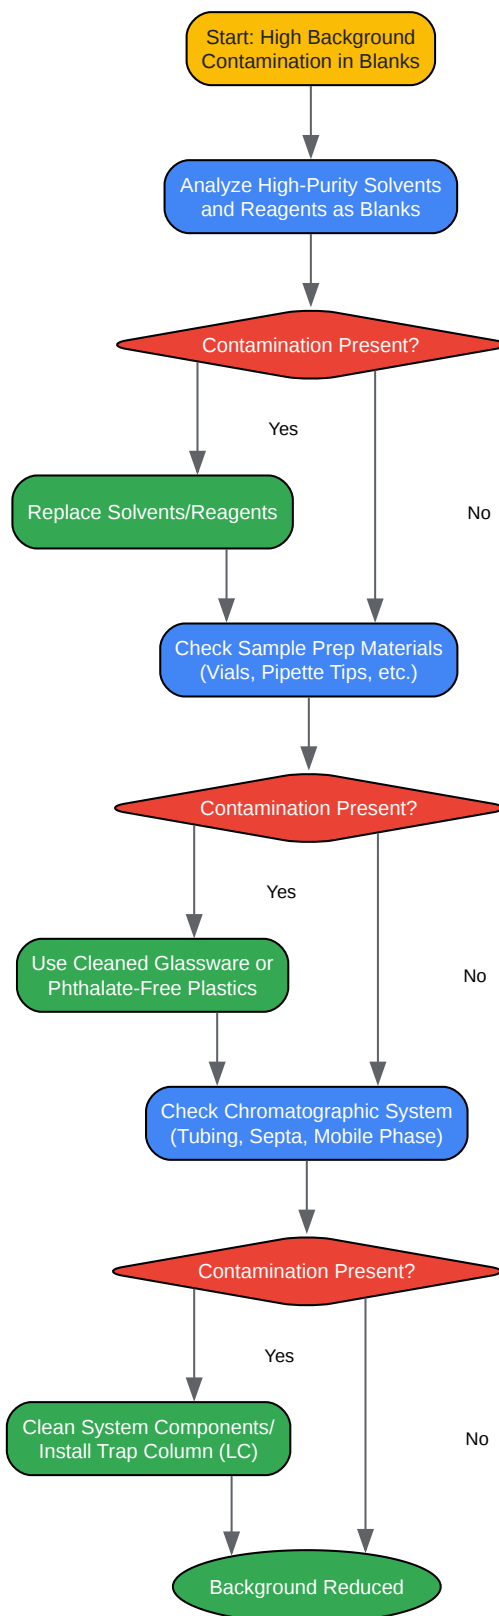 Start: High Background
Contamination in Blanks
Analyze High-Purity Solvents
and Reagents as Blanks
Contamination Present?
Yes
Replace Solvents/Reagents
No
Check Sample Prep Materials
(Vials, Pipette Tips, etc.)
Contamination Present?
Yes
Use Cleaned Glassware or
Phthalate-Free Plastics
No
Check Chromatographic System
(Tubing, Septa, Mobile Phase)
Contamination Present?
Yes
Clean System Components/
Install Trap Column (LC)
No
Background Reduced